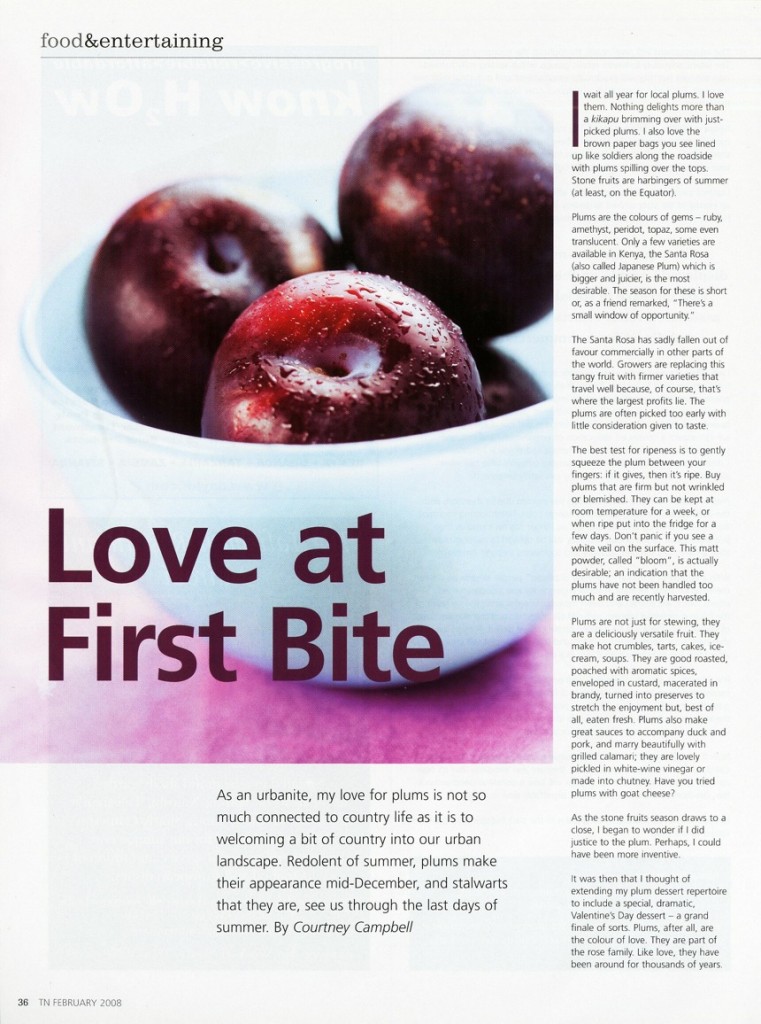 food&entertaining
know H₂Ow
I wait all year for local plums. I love
them. Nothing delights more than
a kikapu brimming over with just-
picked plums. I also love the
brown paper bags you see lined
up like soldiers along the roadside
with plums spilling over the tops.
Stone fruits are harbingers of summer
(at least, on the Equator).
Plums are the colours of gems – ruby,
amethyst, peridot, topaz, some even
translucent. Only a few varieties are
available in Kenya, the Santa Rosa
(also called Japanese Plum) which is
bigger and juicier, is the most
desirable. The season for these is short
or, as a friend remarked, "There's a
small window of opportunity."
The Santa Rosa has sadly fallen out of
favour commercially in other parts of
the world. Growers are replacing this
tangy fruit with firmer varieties that
travel well because, of course, that's
where the largest profits lie. The
plums are often picked too early with
little consideration given to taste.
The best test for ripeness is to gently
squeeze the plum between your
fingers: if it gives, then it's ripe. Buy
plums that are firm but not wrinkled
or blemished. They can be kept at
room temperature for a week, or
when ripe put into the fridge for a
few days. Don't panic if you see a
white veil on the surface. This matt
powder, called "bloom", is actually
desirable; an indication that the
plums have not been handled too
much and are recently harvested.
Plums are not just for stewing, they
are a deliciously versatile fruit. They
make hot crumbles, tarts, cakes, ice-
cream, soups. They are good roasted,
poached with aromatic spices,
enveloped in custard, macerated in
brandy, turned into preserves to
stretch the enjoyment but, best of
all, eaten fresh. Plums also make
great sauces to accompany duck and
pork, and marry beautifully with
grilled calamari; they are lovely
pickled in white-wine vinegar or
made into chutney. Have you tried
plums with goat cheese?
As the stone fruits season draws to a
close, I began to wonder if I did
justice to the plum. Perhaps, I could
have been more inventive.
It was then that I thought of
extending my plum dessert repertoire
to include a special, dramatic,
Valentine's Day dessert – a grand
finale of sorts. Plums, after all, are
the colour of love. They are part of
the rose family. Like love, they have
been around for thousands of years.
Love at
First Bite
As an urbanite, my love for plums is not so
much connected to country life as it is to
welcoming a bit of country into our urban
landscape. Redolent of summer, plums make
their appearance mid-December, and stalwarts
that they are, see us through the last days of
summer. By Courtney Campbell
36 TN FEBRUARY 2008